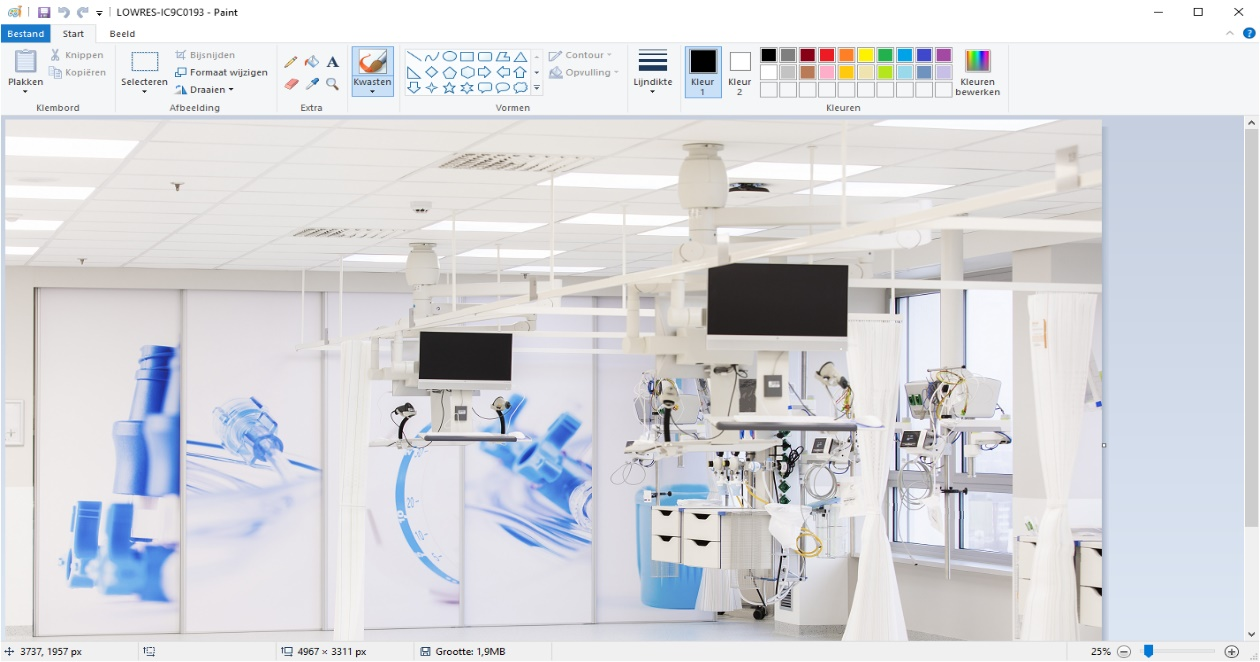 LOWRES-IC9C0193 - Paint
Bestand Start Beeld
Plakken
Knippen
Kopiëren
Klembord
Selecteren
Bijsnijden
Formaat wijzigen
Draaien
Afbeelding
Extra
Kwasten
Contour
Opvulling
Vormen
Lijndikte
Kleur
1
Kleur
2
Kleuren
bewerken
Kleuren
3737, 1957 px
4967 × 3311 px
Grootte: 1,9MB
25%